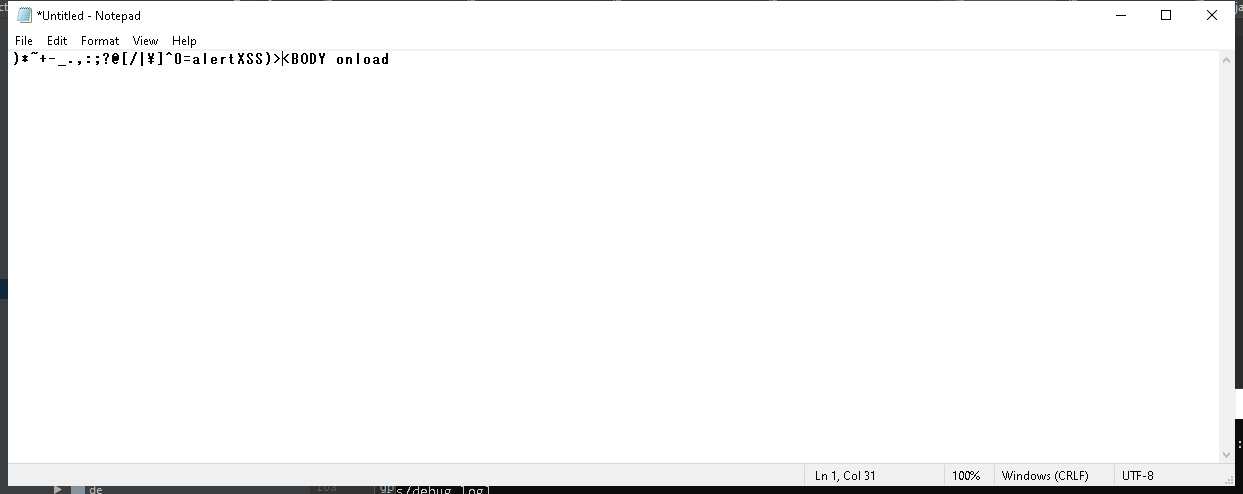 *Untitled - Notepad
File Edit Format View Help
)*~+-_.,:;?@[/|¥]^0=alertXSS)><BODY onload
Ln 1, Col 31 100% Windows (CRLF) UTF-8
de
103
s/debug.log]